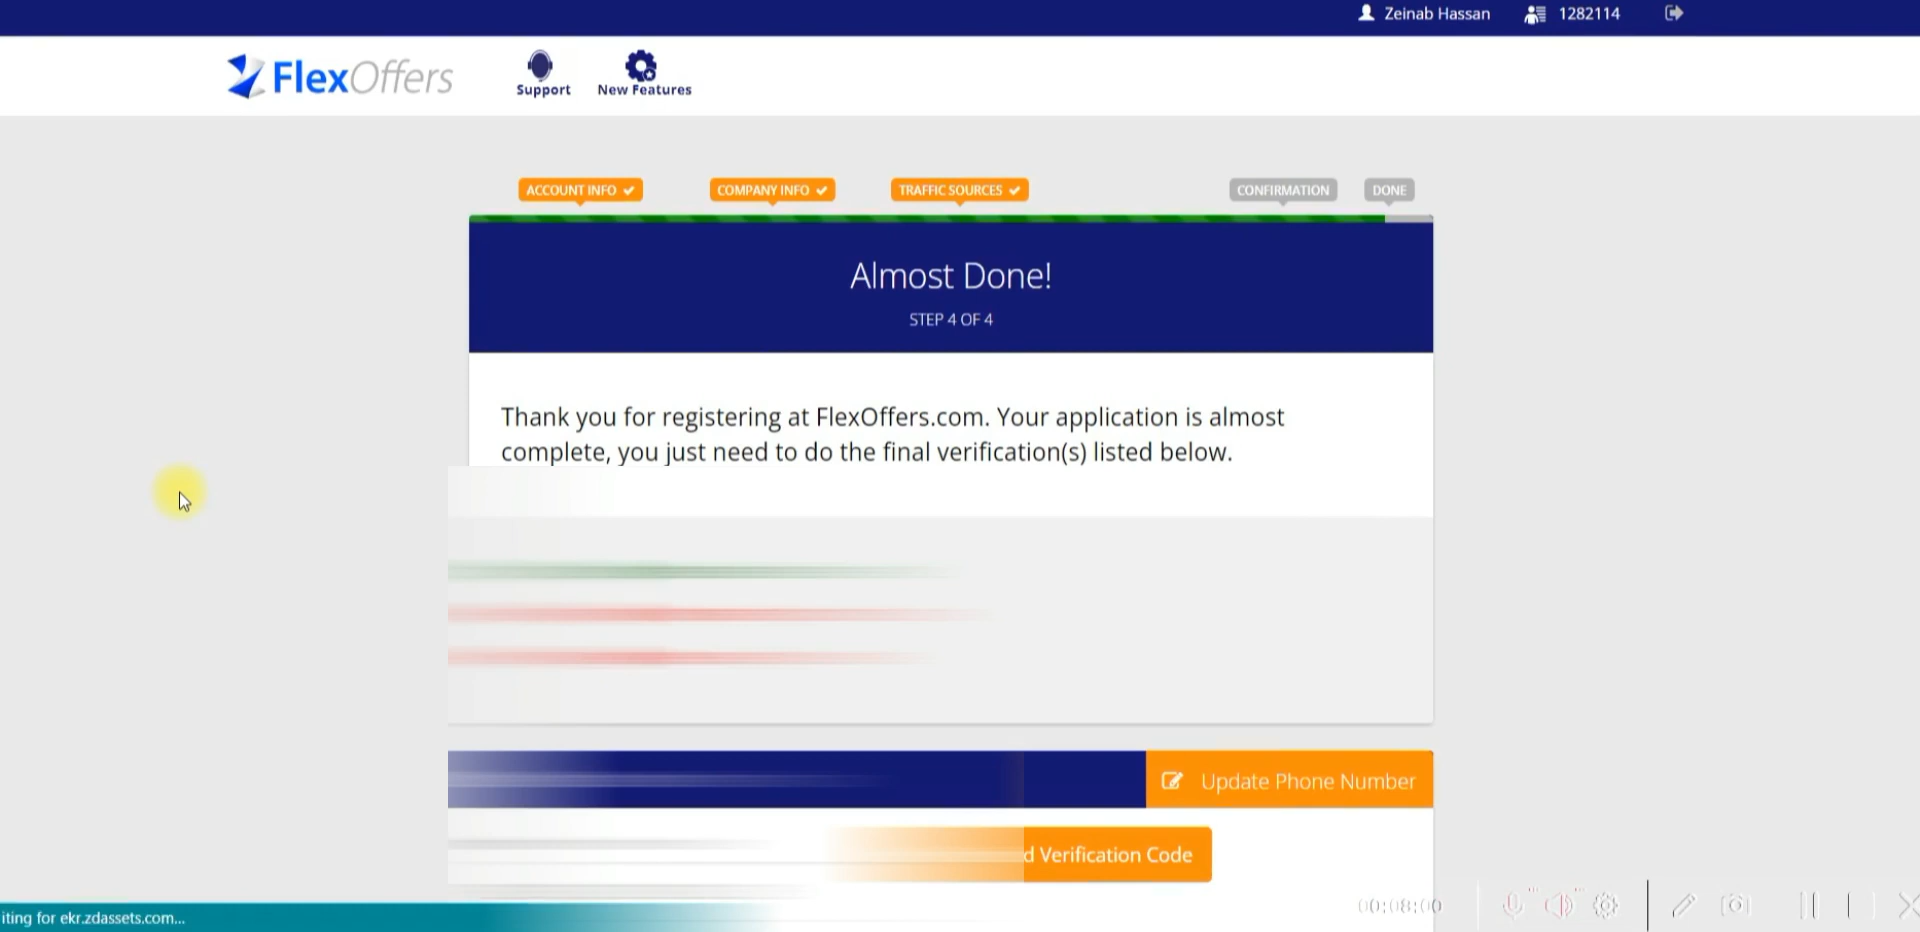 Zeinab Hassan 1282114
FlexOffers
Support New Features
ACCOUNT INFO COMPANY INFO TRAFFIC SOURCES CONFIRMATION DONE
Almost Done!
STEP 4 OF 4
Thank you for registering at FlexOffers.com. Your application is almost
complete, you just need to do the final verification(s) listed below.
Update Phone Number
d Verification Code
00:08:00
iting for ekr.zdassets.com...